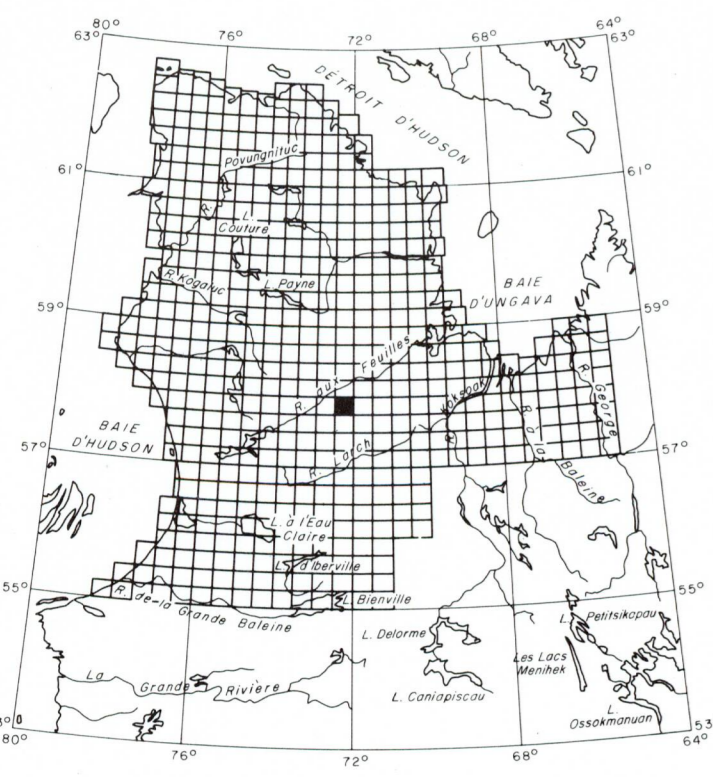 80°
76°
72°
68°
64°
63°
63°
DÉTROIT D'HUDSON
Povungnituc
R.
61°
61°
L.
Couture
R. Kogaluc
L. Payne
BAIE
D'UNGAVA
59°
59°
R. aux Feuilles
Koksoak
R.
R. à la Baleine
R. George
BAIE
D'HUDSON
57°
57°
R. Larch
L. à l'Eau
Claire
L. d'Iberville
55°
55°
R. de-la Grande Baleine
L. Bienville
L. Delorme
L. Petitsikapau
Les Lacs
Menihek
La Grande Rivière
L. Caniapiscau
L.
Ossokmanuan
3°
53
80°
76°
72°
68°
64°